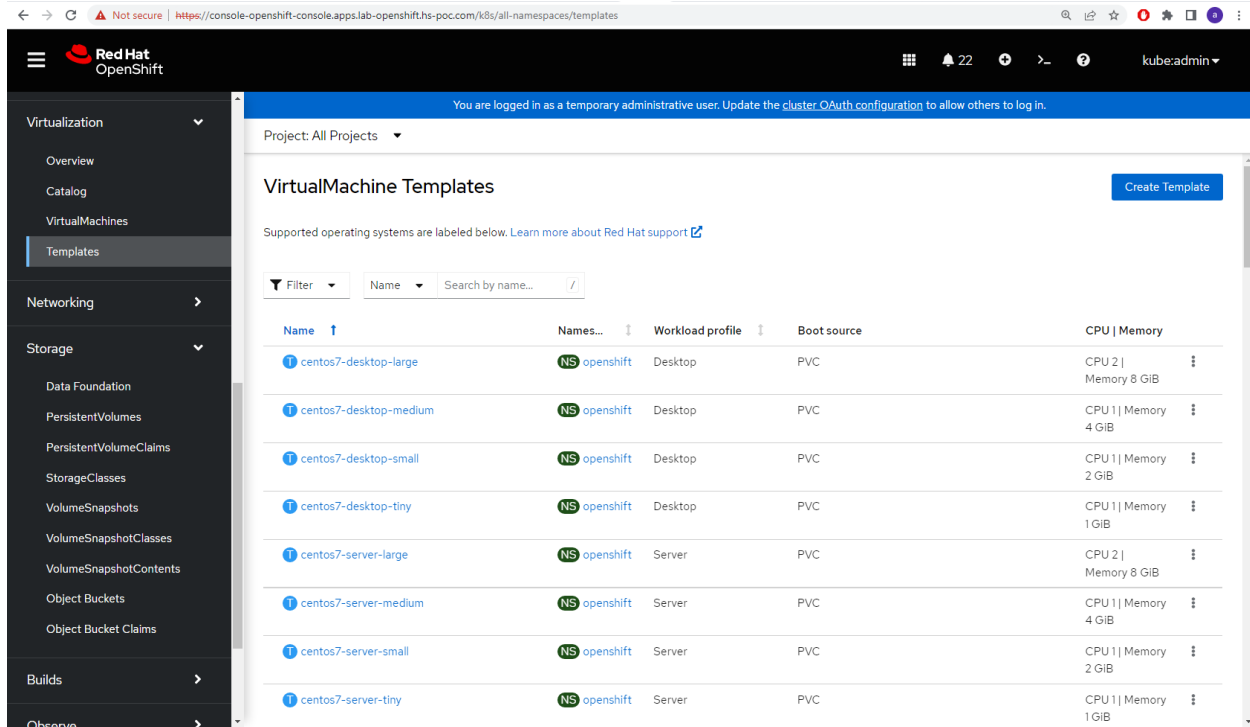 Not secure | https://console-openshift-console.apps.lab-openshift.hs-poc.com/k8s/all-namespaces/templates
a
Red Hat
OpenShift
22
kube:admin
You are logged in as a temporary administrative user. Update the cluster OAuth configuration to allow others to log in.
Virtualization
Overview
Catalog
VirtualMachines
Templates
Networking
Storage
Data Foundation
PersistentVolumes
PersistentVolumeClaims
StorageClasses
VolumeSnapshots
VolumeSnapshotClasses
VolumeSnapshotContents
Object Buckets
Object Bucket Claims
Builds
Observe
Project: All Projects
VirtualMachine Templates
Create Template
Supported operating systems are labeled below. Learn more about Red Hat support
Filter Name Search by name... /
Name Names... Workload profile Boot source CPU | Memory
T centos7-desktop-large NS openshift Desktop PVC CPU 2 |
Memory 8 GiB
T centos7-desktop-medium NS openshift Desktop PVC CPU 1 | Memory
4 GiB
T centos7-desktop-small NS openshift Desktop PVC CPU 1 | Memory
2 GiB
T centos7-desktop-tiny NS openshift Desktop PVC CPU 1 | Memory
1 GiB
T centos7-server-large NS openshift Server PVC CPU 2 |
Memory 8 GiB
T centos7-server-medium NS openshift Server PVC CPU 1 | Memory
4 GiB
T centos7-server-small NS openshift Server PVC CPU 1 | Memory
2 GiB
T centos7-server-tiny NS openshift Server PVC CPU 1 | Memory
1 GiB